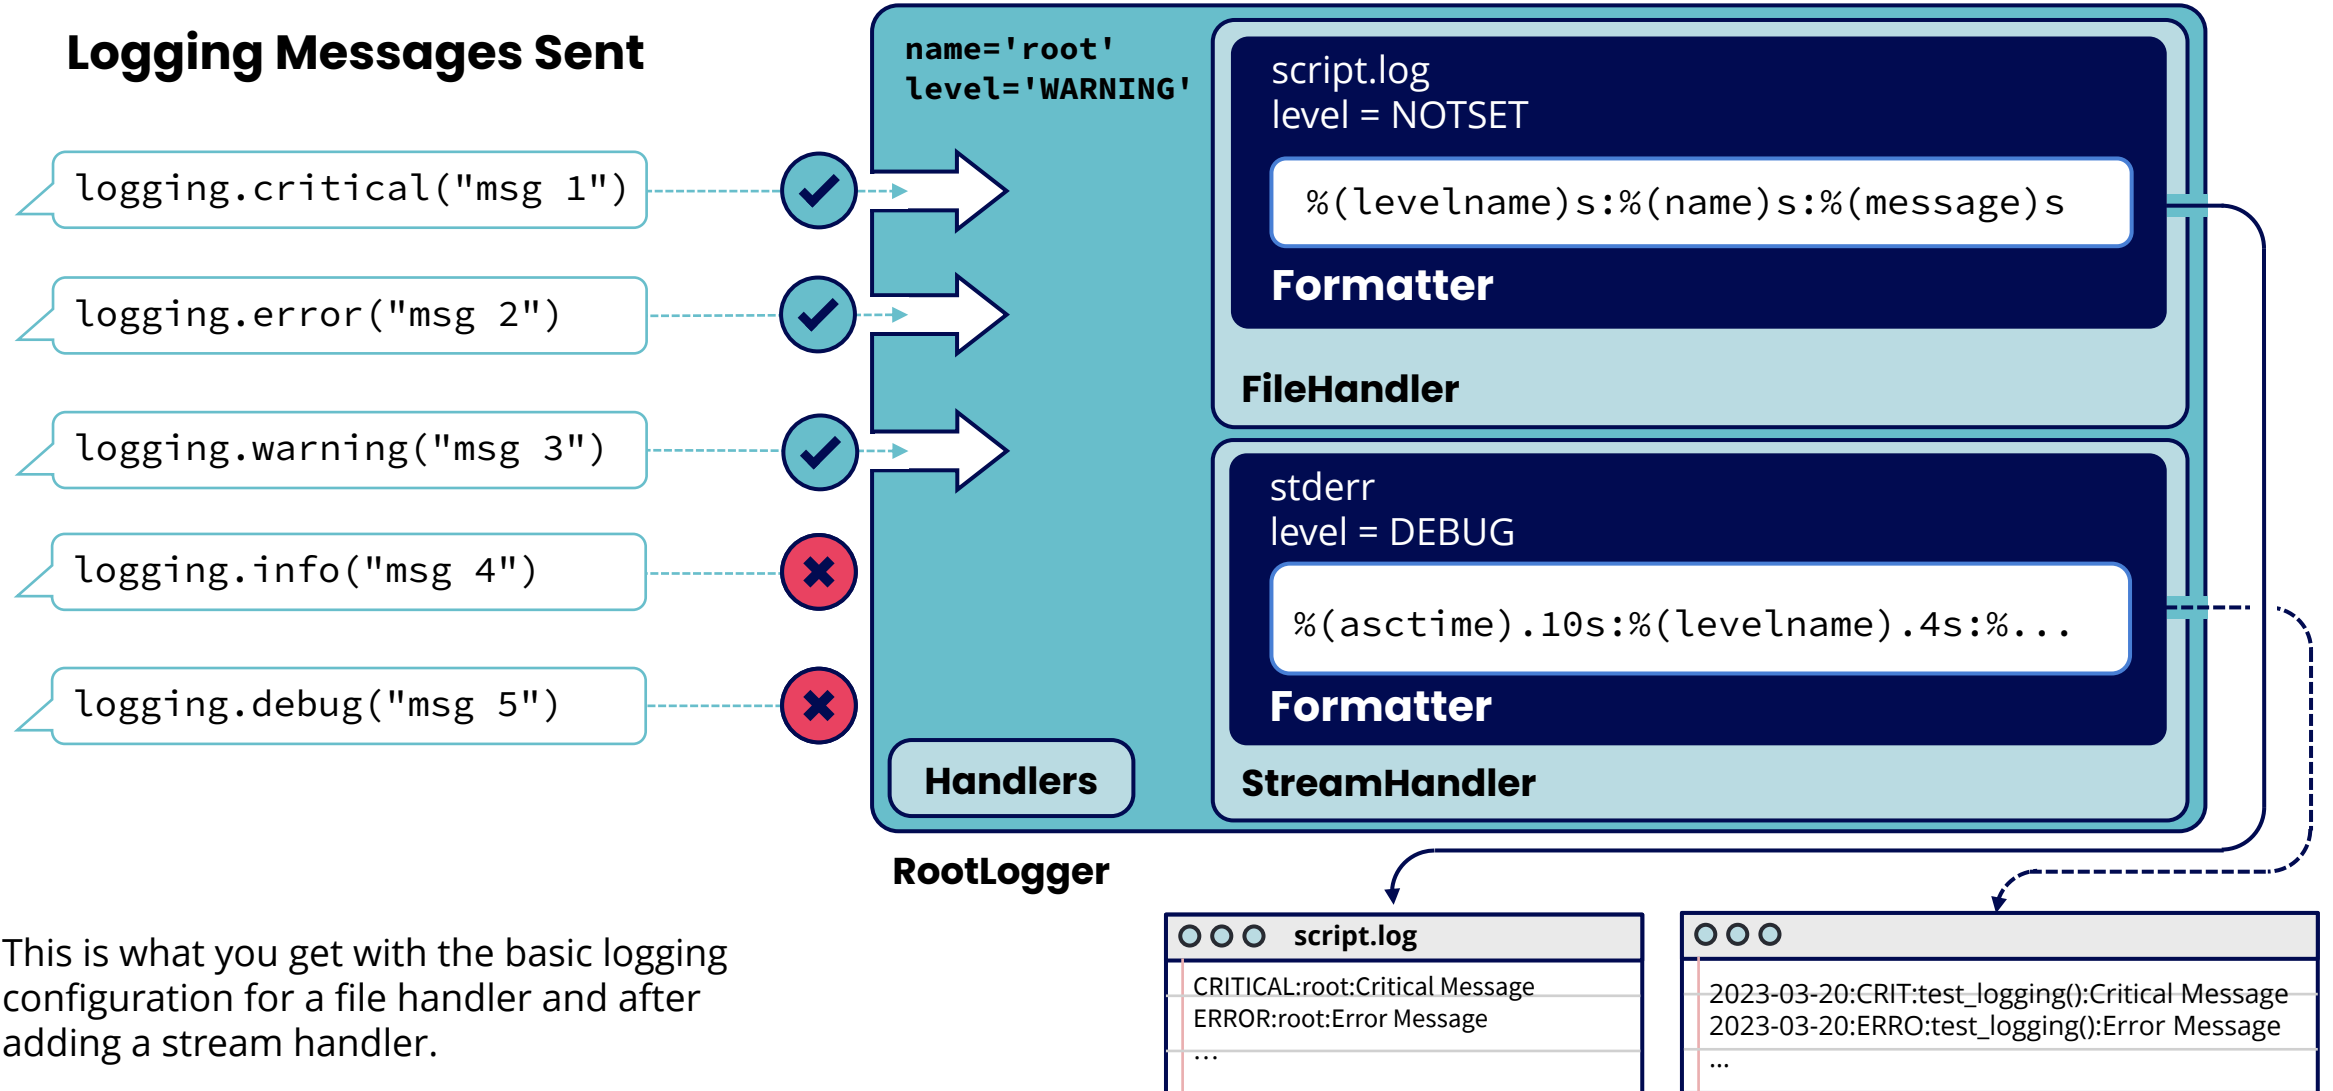 Logging Messages Sent
logging.critical("msg 1")
logging.error("msg 2")
logging.warning("msg 3")
logging.info("msg 4")
logging.debug("msg 5")
name='root'
level='WARNING'
script.log
level = NOTSET
%(levelname)s:%(name)s:%(message)s
Formatter
FileHandler
stderr
level = DEBUG
%(asctime).10s:%(levelname).4s:%...
Formatter
StreamHandler
Handlers
RootLogger
This is what you get with the basic logging
configuration for a file handler and after
adding a stream handler.
script.log
CRITICAL:root:Critical Message
ERROR:root:Error Message
...
2023-03-20:CRIT:test_logging():Critical Message
2023-03-20:ERRO:test_logging():Error Message
...